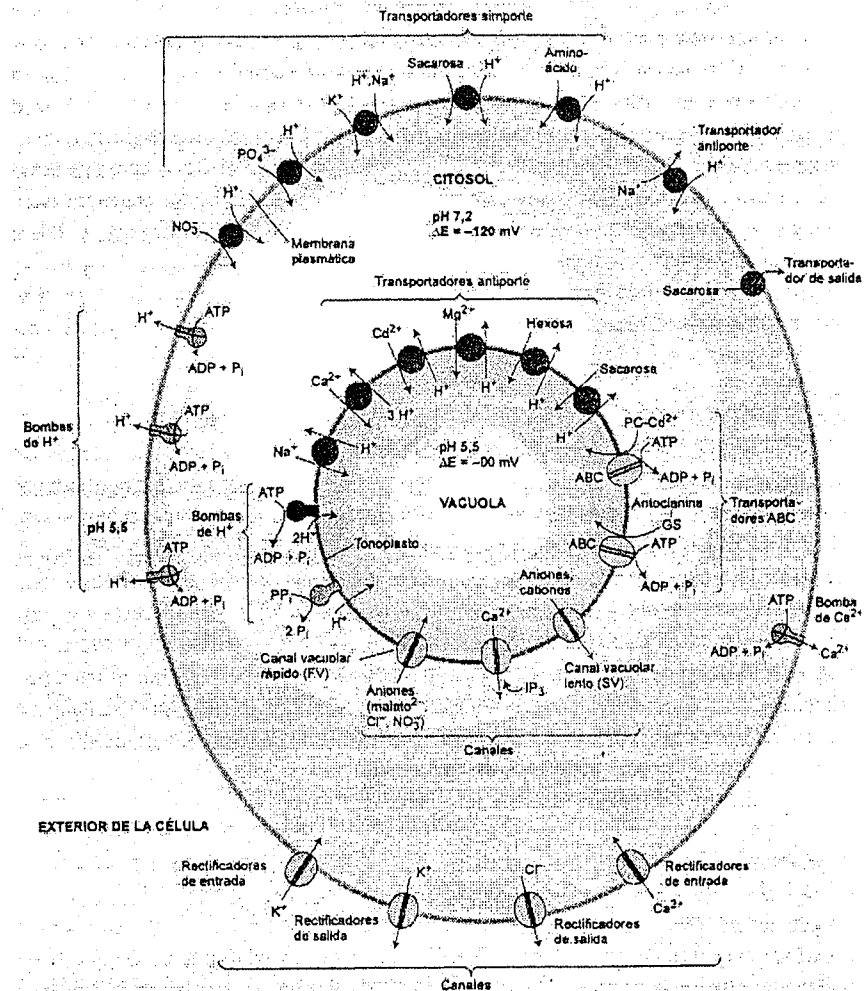 Transportadores simporte
Sacarosa
H⁺
Amino-
ácido
H⁺
H⁺,Na⁺
K⁺
H⁺
PO₄³⁻
H⁺
NO₃⁻
Membrana
plasmática
CITOSOL
pH 7,2
ΔE = –120 mV
Transportador
antiporte
Na⁺
H⁺
Transporta-
dor de salida
Sacarosa
Transportadores antiporte
Mg²⁺
Cd²⁺
Hexosa
Ca²⁺
Sacarosa
3 H⁺
H⁺
H⁺
H⁺
H⁺
Na⁺
H⁺
pH 5,5
VACUOLA
H⁺
ATP
ADP + Pᵢ
Bombas
de H⁺
H⁺
ATP
ADP + Pᵢ
pH 5,5
H⁺
ATP
ADP + Pᵢ
Bombas
de H⁺
ATP
2H⁺
ADP + Pᵢ
Tonoplasto
PPᵢ
2 Pᵢ
H⁺
PC-Cd²⁺
ATP
ABC
ADP + Pᵢ
Antocianina
GS
ABC
ATP
ADP + Pᵢ
Transporta-
dores ABC
ATP
Bomba
de Ca²⁺
ADP + Pᵢ
Ca²⁺
Canal vacuolar
rápido (FV)
Aniones
(malato²⁻
Cl⁻, NO₃⁻)
Ca²⁺
IP₃
Aniones,
cationes
Canal vacuolar
lento (SV)
Canales
EXTERIOR DE LA CÉLULA
Rectificadores
de entrada
K⁺
Rectificadores
de salida
K⁺
Cl⁻
Rectificadores
de salida
Rectificadores
de entrada
Ca²⁺
Canales